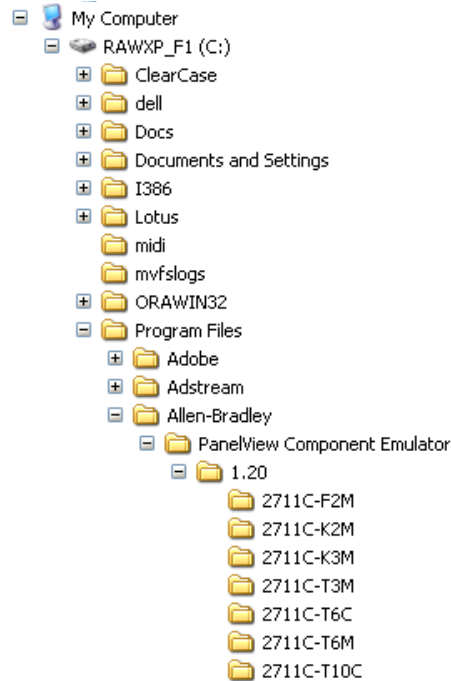 My Computer
RAWXP_F1 (C:)
ClearCase
dell
Docs
Documents and Settings
I386
Lotus
midi
mvfslogs
ORAWIN32
Program Files
Adobe
Adstream
Allen-Bradley
PanelView Component Emulator
1.20
2711C-F2M
2711C-K2M
2711C-K3M
2711C-T3M
2711C-T6C
2711C-T6M
2711C-T10C